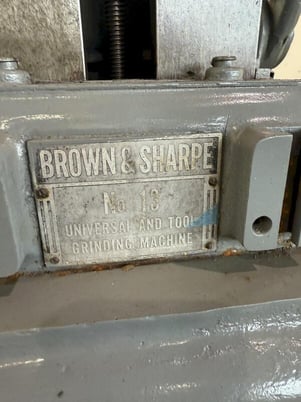 BROWN & SHARPE
No. 13
UNIVERSAL AND TOOL
GRINDING MACHINE